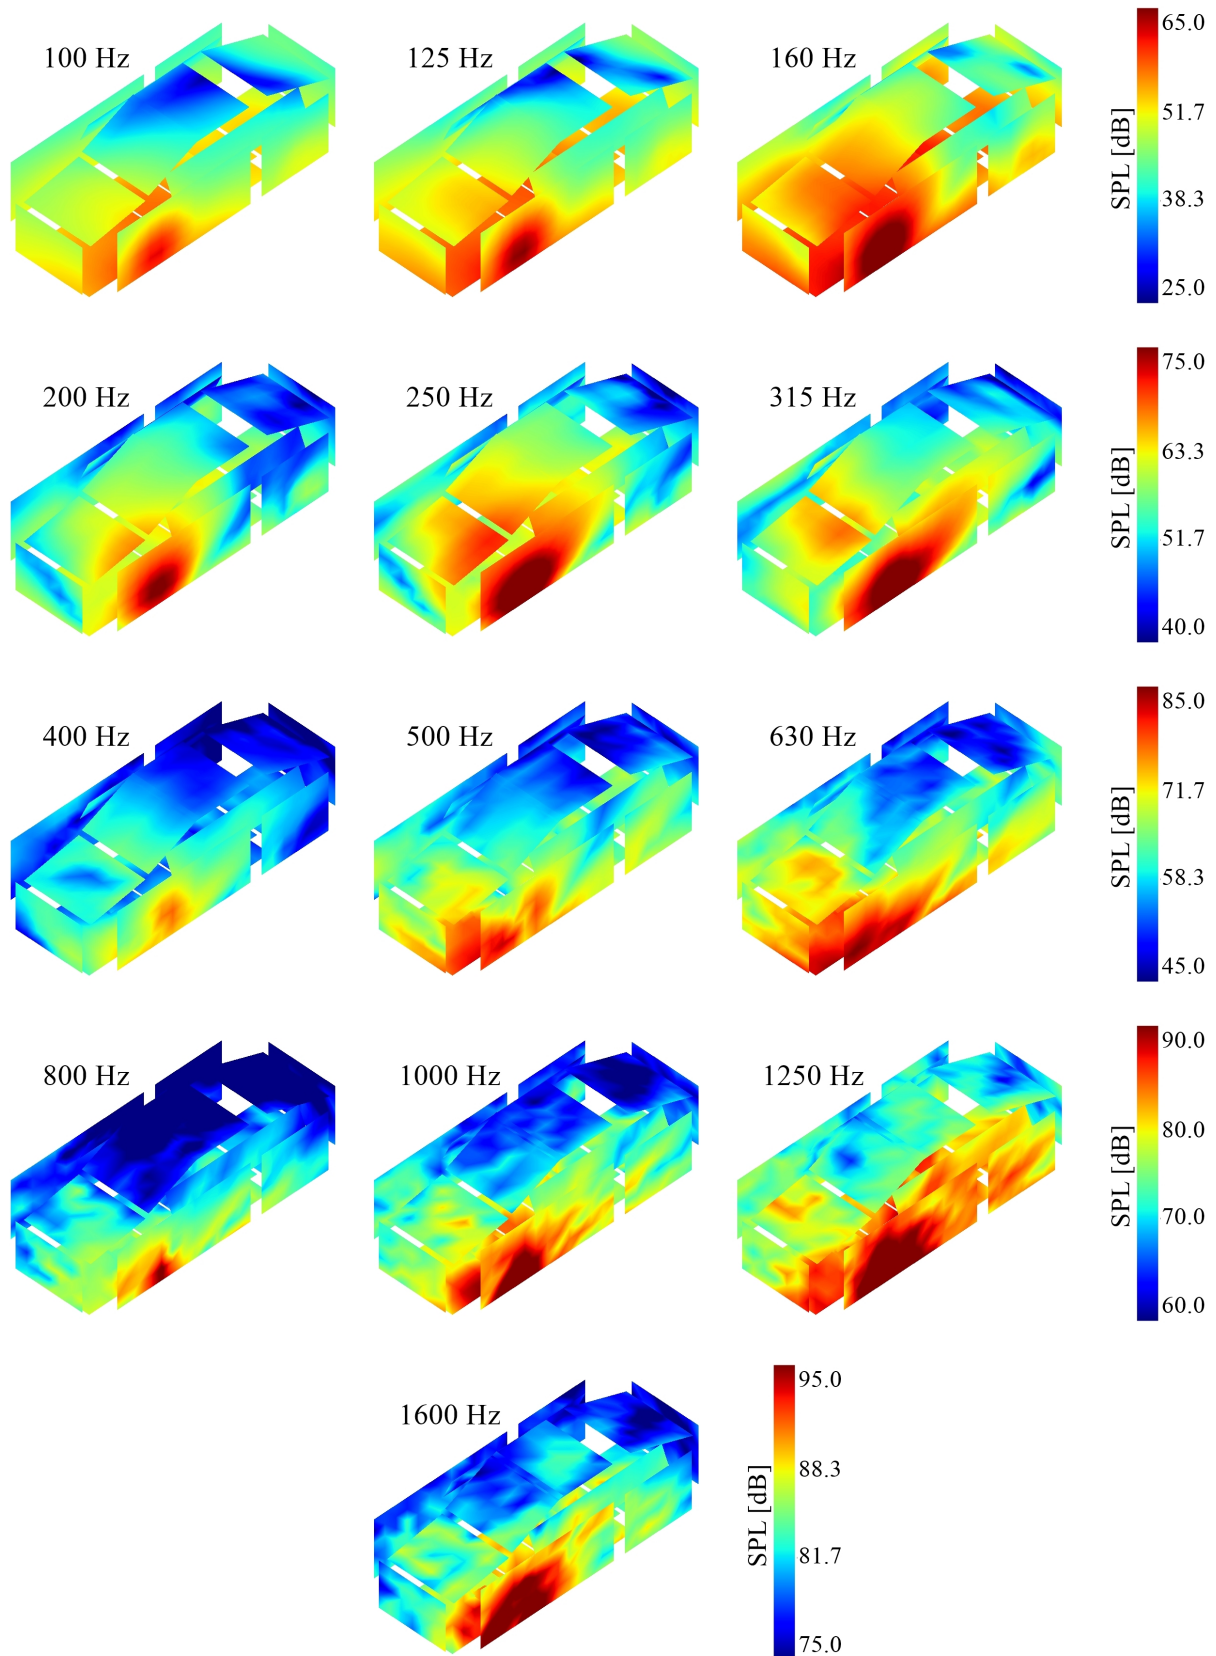 100 Hz
125 Hz
160 Hz
65.0
51.7
38.3
25.0
SPL [dB]
200 Hz
250 Hz
315 Hz
75.0
63.3
51.7
40.0
SPL [dB]
400 Hz
500 Hz
630 Hz
85.0
71.7
58.3
45.0
SPL [dB]
800 Hz
1000 Hz
1250 Hz
90.0
80.0
70.0
60.0
SPL [dB]
1600 Hz
95.0
88.3
81.7
75.0
SPL [dB]